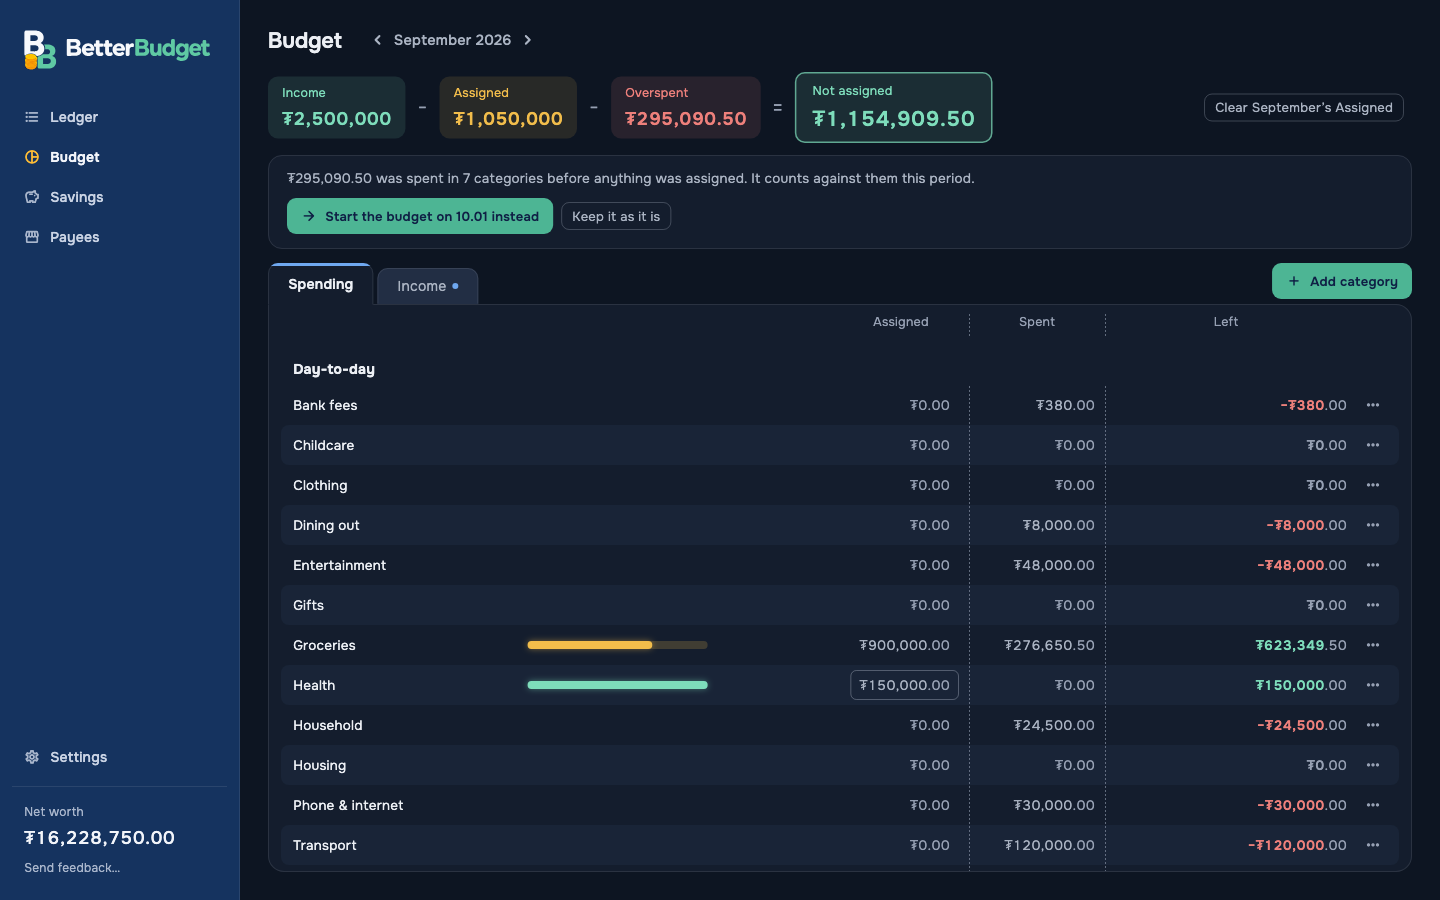 BetterBudget
Ledger
Budget
Savings
Payees
Settings
Net worth
₮16,228,750.00
Send feedback...
Budget
September 2026
Income
₮2,500,000
-
Assigned
₮1,050,000
-
Overspent
₮295,090.50
=
Not assigned
₮1,154,909.50
Clear September's Assigned
₮295,090.50 was spent in 7 categories before anything was assigned. It counts against them this period.
Start the budget on 10.01 instead
Keep it as it is
Spending
Income
+ Add category
Assigned Spent Left
Day-to-day
Bank fees ₮0.00 ₮380.00 -₮380.00
Childcare ₮0.00 ₮0.00 ₮0.00
Clothing ₮0.00 ₮0.00 ₮0.00
Dining out ₮0.00 ₮8,000.00 -₮8,000.00
Entertainment ₮0.00 ₮48,000.00 -₮48,000.00
Gifts ₮0.00 ₮0.00 ₮0.00
Groceries ₮900,000.00 ₮276,650.50 ₮623,349.50
Health ₮150,000.00 ₮0.00 ₮150,000.00
Household ₮0.00 ₮24,500.00 -₮24,500.00
Housing ₮0.00 ₮0.00 ₮0.00
Phone & internet ₮0.00 ₮30,000.00 -₮30,000.00
Transport ₮0.00 ₮120,000.00 -₮120,000.00